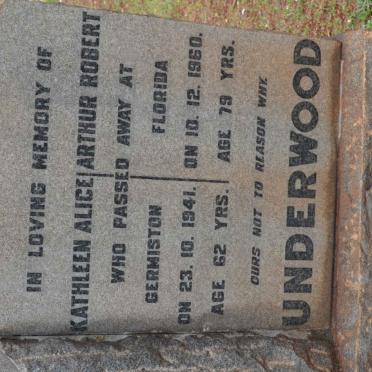 IN LOVING MEMORY OF
KATHLEEN ALICE ARTHUR ROBERT
WHO PASSED AWAY AT
GERMISTON FLORIDA
ON 23. 10. 1941. ON 10. 12. 1960.
AGE 62 YRS. AGE 79 YRS.
OURS NOT TO REASON WHY.
UNDERWOOD